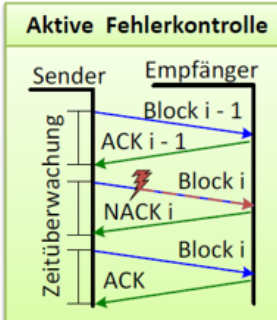 Aktive Fehlerkontrolle
Sender
Empfänger
Zeitüberwachung
Block i - 1
ACK i - 1
Block i
NACK i
Block i
ACK